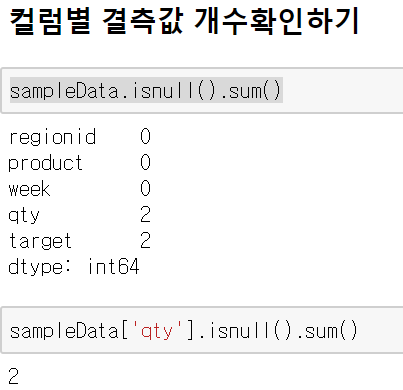 컬럼별 결측값 개수확인하기
sampleData.isnull().sum()
regionid    0
product     0
week        0
qty         2
target      2
dtype: int64
sampleData['qty'].isnull().sum()
2